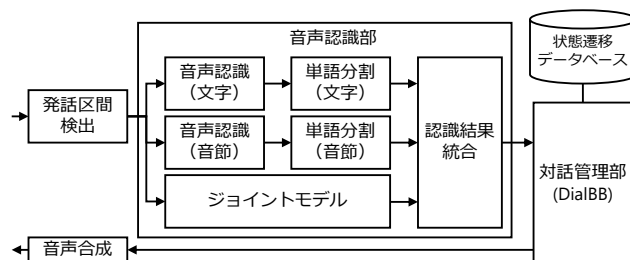 音声認識部
状態遷移
データベース
発話区間
検出
音声認識
（文字）
単語分割
（文字）
音声認識
（音節）
単語分割
（音節）
ジョイントモデル
認識結果
統合
対話管理部
(DialBB)
音声合成